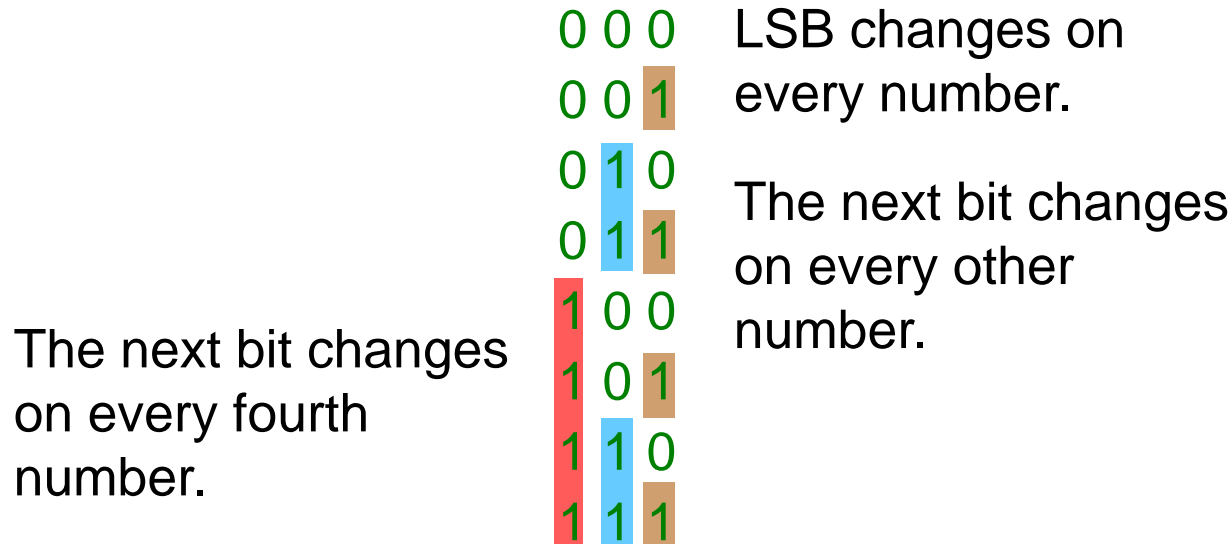 0 0 0
0 0 1
0 1 0
0 1 1
1 0 0
1 0 1
1 1 0
1 1 1
LSB changes on
every number.
The next bit changes
on every other
number.
The next bit changes
on every fourth
number.